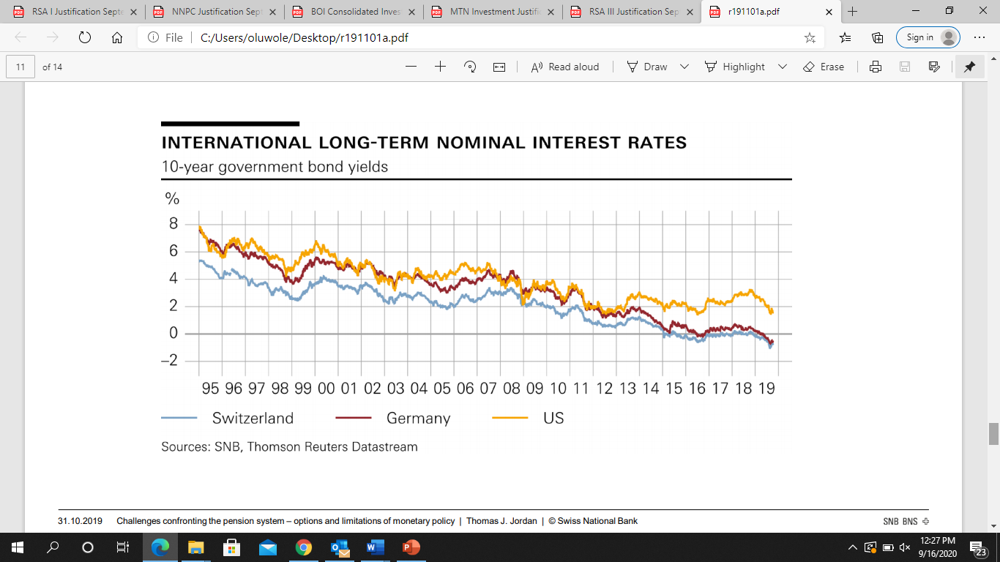 RSA I Justification Septe
NNPC Justification Sept
BOI Consolidated Inves
MTN Investment Justifi
RSA III Justification Sep
r191101a.pdf
File
C:/Users/oluwole/Desktop/r191101a.pdf
Sign in
11 of 14
Read aloud
Draw
Highlight
Erase
INTERNATIONAL LONG-TERM NOMINAL INTEREST RATES
10-year government bond yields
%
8
6
4
2
0
–2
95 96 97 98 99 00 01 02 03 04 05 06 07 08 09 10 11 12 13 14 15 16 17 18 19
Switzerland Germany US
Sources: SNB, Thomson Reuters Datastream
31.10.2019 Challenges confronting the pension system – options and limitations of monetary policy | Thomas J. Jordan | © Swiss National Bank
SNB BNS
12:27 PM
9/16/2020
23